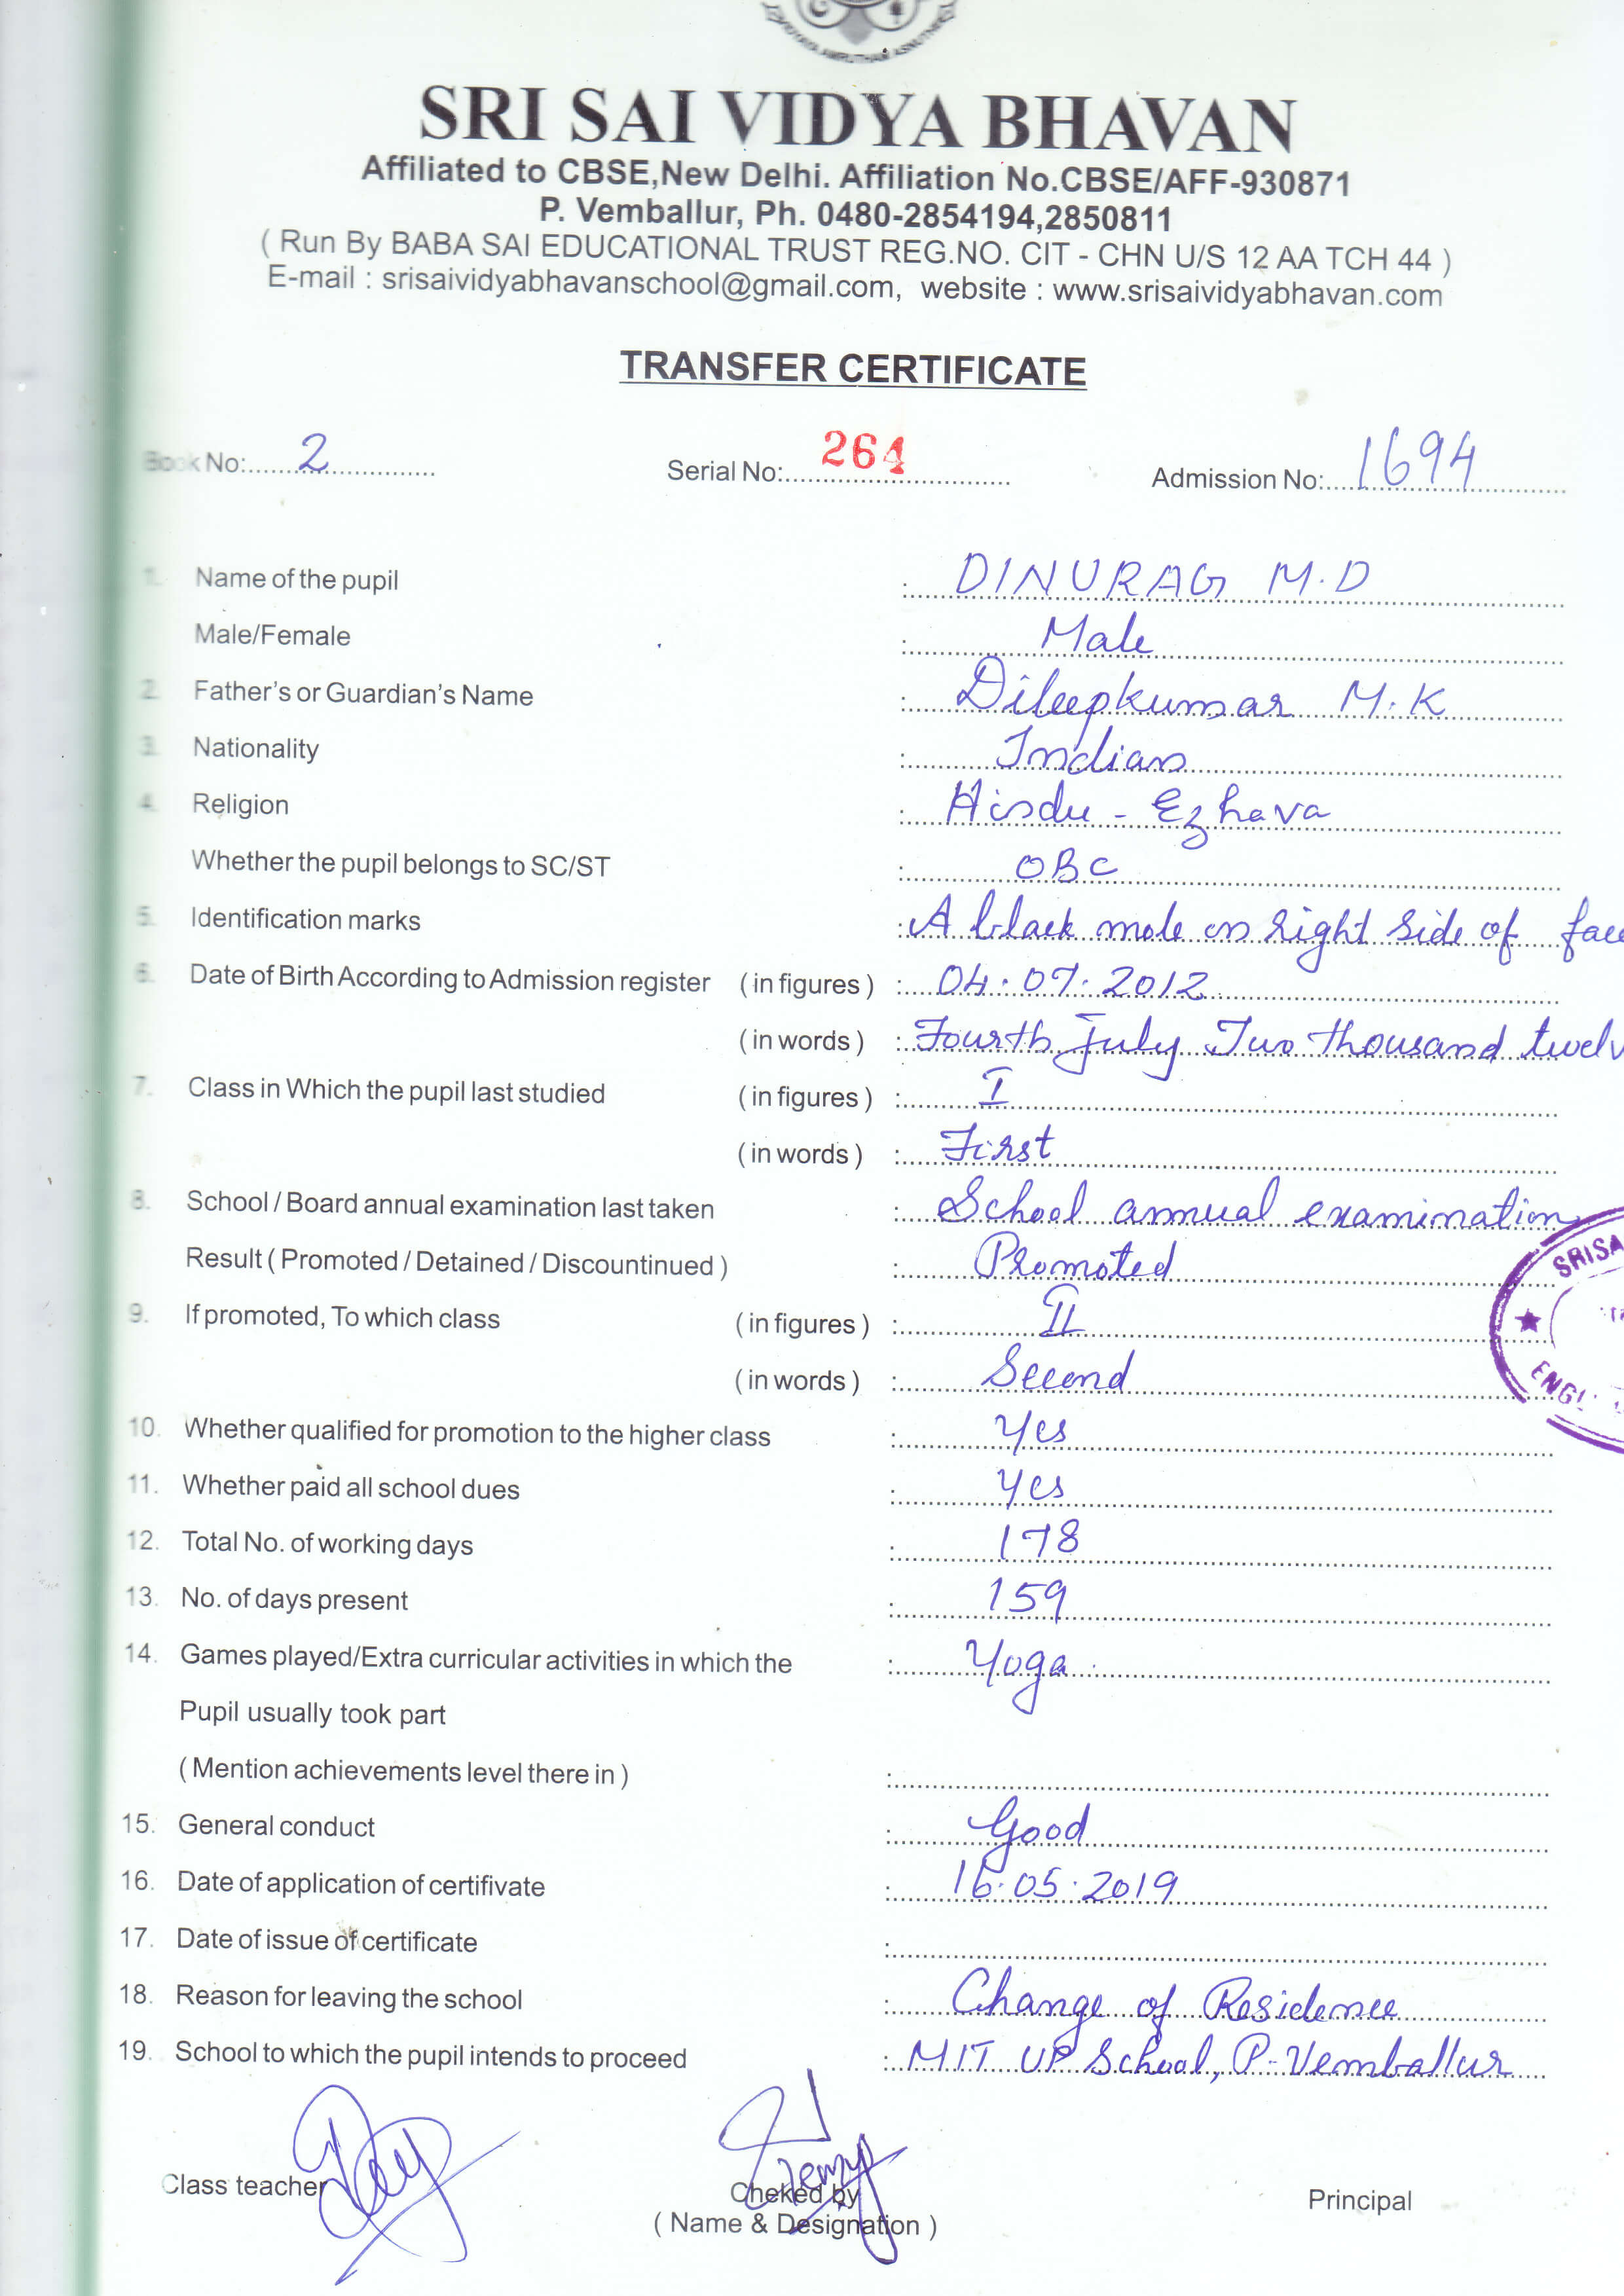 SRI SAI VIDYA BHAVAN
Affiliated to CBSE,New Delhi. Affiliation No.CBSE/AFF-930871
P. Vemballur, Ph. 0480-2854194,2850811
( Run By BABA SAI EDUCATIONAL TRUST REG.NO. CIT - CHN U/S 12 AA TCH 44 )
E-mail : srisaividyabhavanschool@gmail.com, website : www.srisaividyabhavan.com
TRANSFER CERTIFICATE
Book No: 2 Serial No: 264 Admission No: 1694
1. Name of the pupil : DINURAG M.D
Male/Female : Male
2. Father's or Guardian's Name : Dileepkumar M.K
3. Nationality : Indian
4. Religion : Hindu - Ezhava
Whether the pupil belongs to SC/ST : OBC
5. Identification marks : A black mole on right side of face
6. Date of Birth According to Admission register ( in figures ) : 04.07.2012
( in words ) : Fourth July Two thousand twelv
7. Class in Which the pupil last studied ( in figures ) : I
( in words ) : First
8. School / Board annual examination last taken : School annual examination
Result ( Promoted / Detained / Discountinued ) : Promoted
9. If promoted, To which class ( in figures ) : II
( in words ) : Second
10. Whether qualified for promotion to the higher class : Yes
11. Whether paid all school dues : Yes
12. Total No. of working days : 178
13. No. of days present : 159
14. Games played/Extra curricular activities in which the : Yoga
Pupil usually took part
( Mention achievements level there in ) :
15. General conduct : Good
16. Date of application of certifivate : 16.05.2019
17. Date of issue of certificate :
18. Reason for leaving the school : Change of Residence
19. School to which the pupil intends to proceed : MIT UP School, P-Vemballur
Class teacher Cheked by Principal
( Name & Designation )
SRISA
ENGL